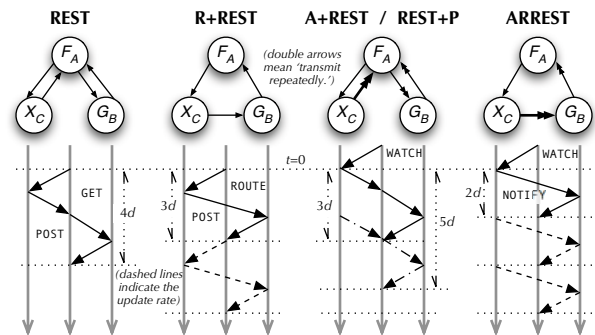 REST
R+REST
A+REST / REST+P
ARREST
F_A
X_C
G_B
F_A
X_C
G_B
(double arrows
mean ‘transmit
repeatedly.’)
F_A
X_C
G_B
F_A
X_C
G_B
t=0
GET
POST
4d
(dashed lines
indicate the
update rate)
3d
ROUTE
POST
WATCH
3d
5d
WATCH
2d
NOTIFY